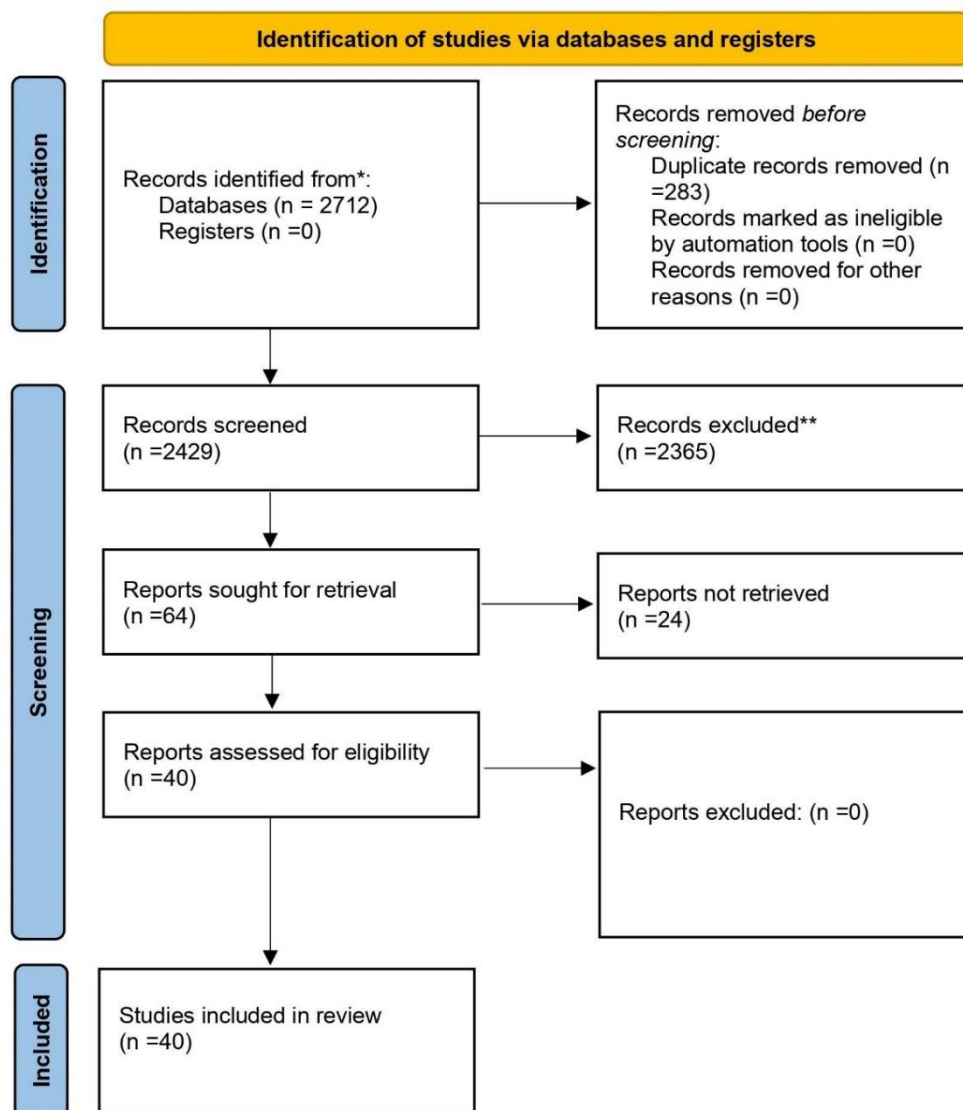 Identification of studies via databases and registers
Identification
Records identified from*:
Databases (n = 2712)
Registers (n =0)
Records removed before
screening:
Duplicate records removed (n
=283)
Records marked as ineligible
by automation tools (n =0)
Records removed for other
reasons (n =0)
Screening
Records screened
(n =2429)
Records excluded**
(n =2365)
Reports sought for retrieval
(n =64)
Reports not retrieved
(n =24)
Reports assessed for eligibility
(n =40)
Reports excluded: (n =0)
Included
Studies included in review
(n =40)